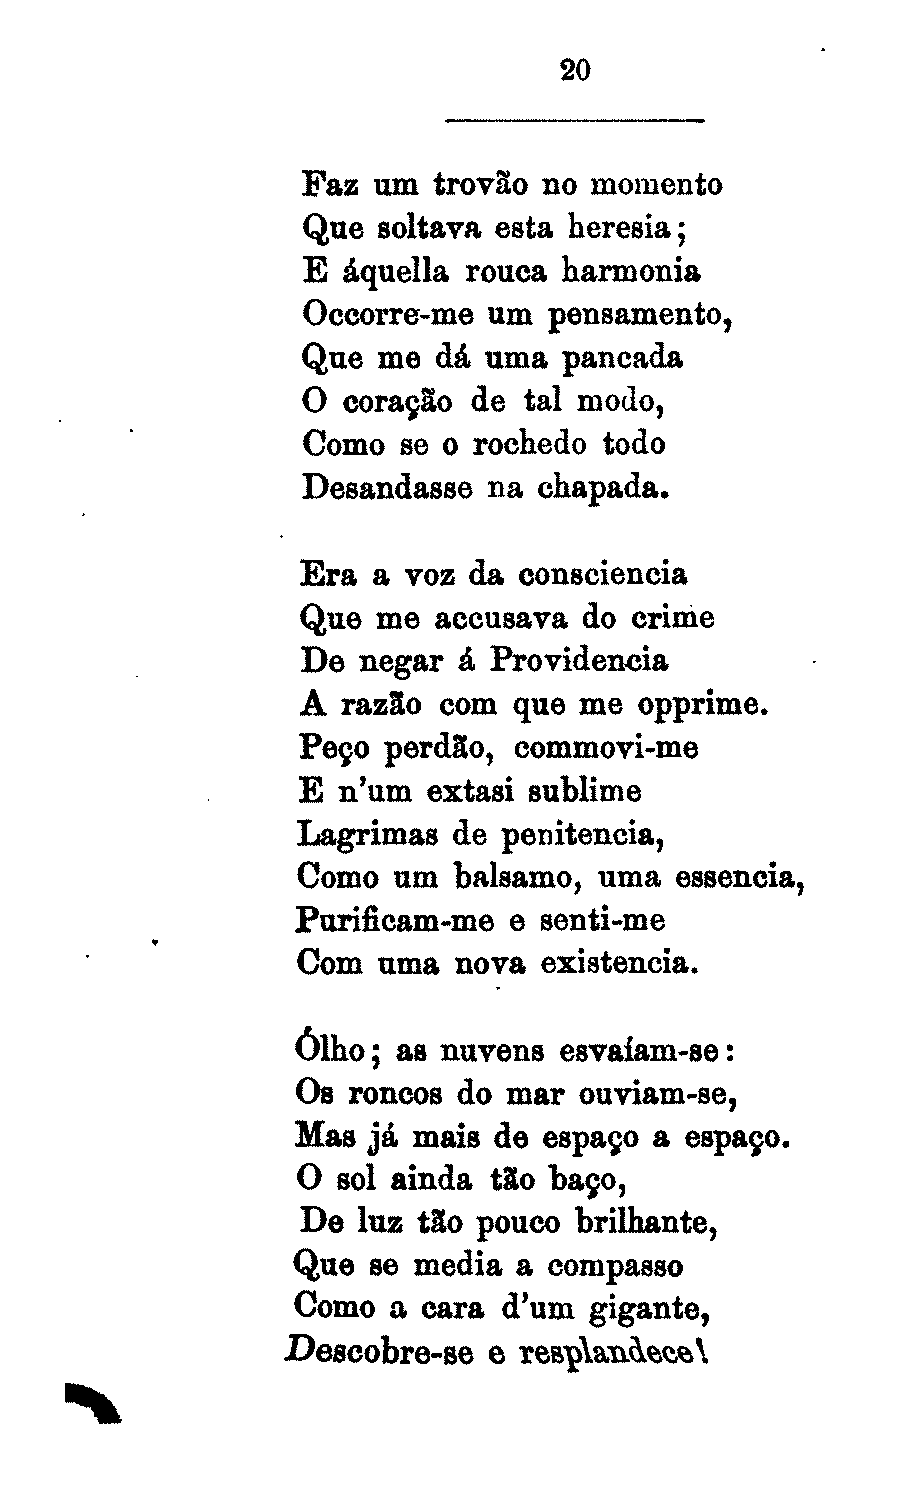 20
Faz um trovão no momento
Que soltava esta heresia;
E áquella rouca harmonia
Occorre-me um pensamento,
Que me dá uma pancada
O coração de tal modo,
Como se o rochedo todo
Desandasse na chapada.
Era a voz da consciencia
Que me accusava do crime
De negar á Providencia
A razão com que me opprime.
Peço perdão, commovi-me
E n'um extasi sublime
Lagrimas de penitencia,
Como um balsamo, uma essencia,
Purificam-me e senti-me
Com uma nova existencia.
Ólho; as nuvens esvaíam-se:
Os roncos do mar ouviam-se,
Mas já mais de espaço a espaço.
O sol ainda tão baço,
De luz tão pouco brilhante,
Que se media a compasso
Como a cara d'um gigante,
Descobre-se e resplandece!